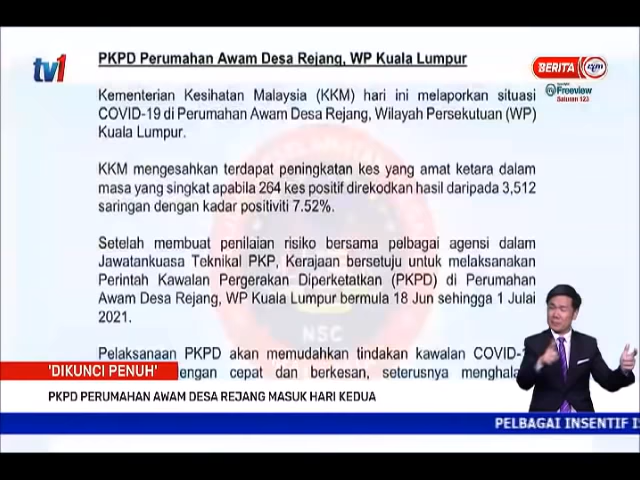 tv1
PKPD Perumahan Awam Desa Rejang, WP Kuala Lumpur
BERITA
Freeview
Saluran 123
Kementerian Kesihatan Malaysia (KKM) hari ini melaporkan situasi
COVID-19 di Perumahan Awam Desa Rejang, Wilayah Persekutuan (WP)
Kuala Lumpur.
KKM mengesahkan terdapat peningkatan kes yang amat ketara dalam
masa yang singkat apabila 264 kes positif direkodkan hasil daripada 3,512
saringan dengan kadar positiviti 7.52%.
Setelah membuat penilaian risiko bersama pelbagai agensi dalam
Jawatankuasa Teknikal PKP, Kerajaan bersetuju untuk melaksanakan
Perintah Kawalan Pergerakan Diperketatkan (PKPD) di Perumahan
Awam Desa Rejang, WP Kuala Lumpur bermula 18 Jun sehingga 1 Julai
2021.
NSC
Pelaksanaan PKPD akan memudahkan tindakan kawalan COVID-1
engan cepat dan berkesan, seterusnya menghala
'DIKUNCI PENUH'
PKPD PERUMAHAN AWAM DESA REJANG MASUK HARI KEDUA
PELBAGAI INSENTIF IS